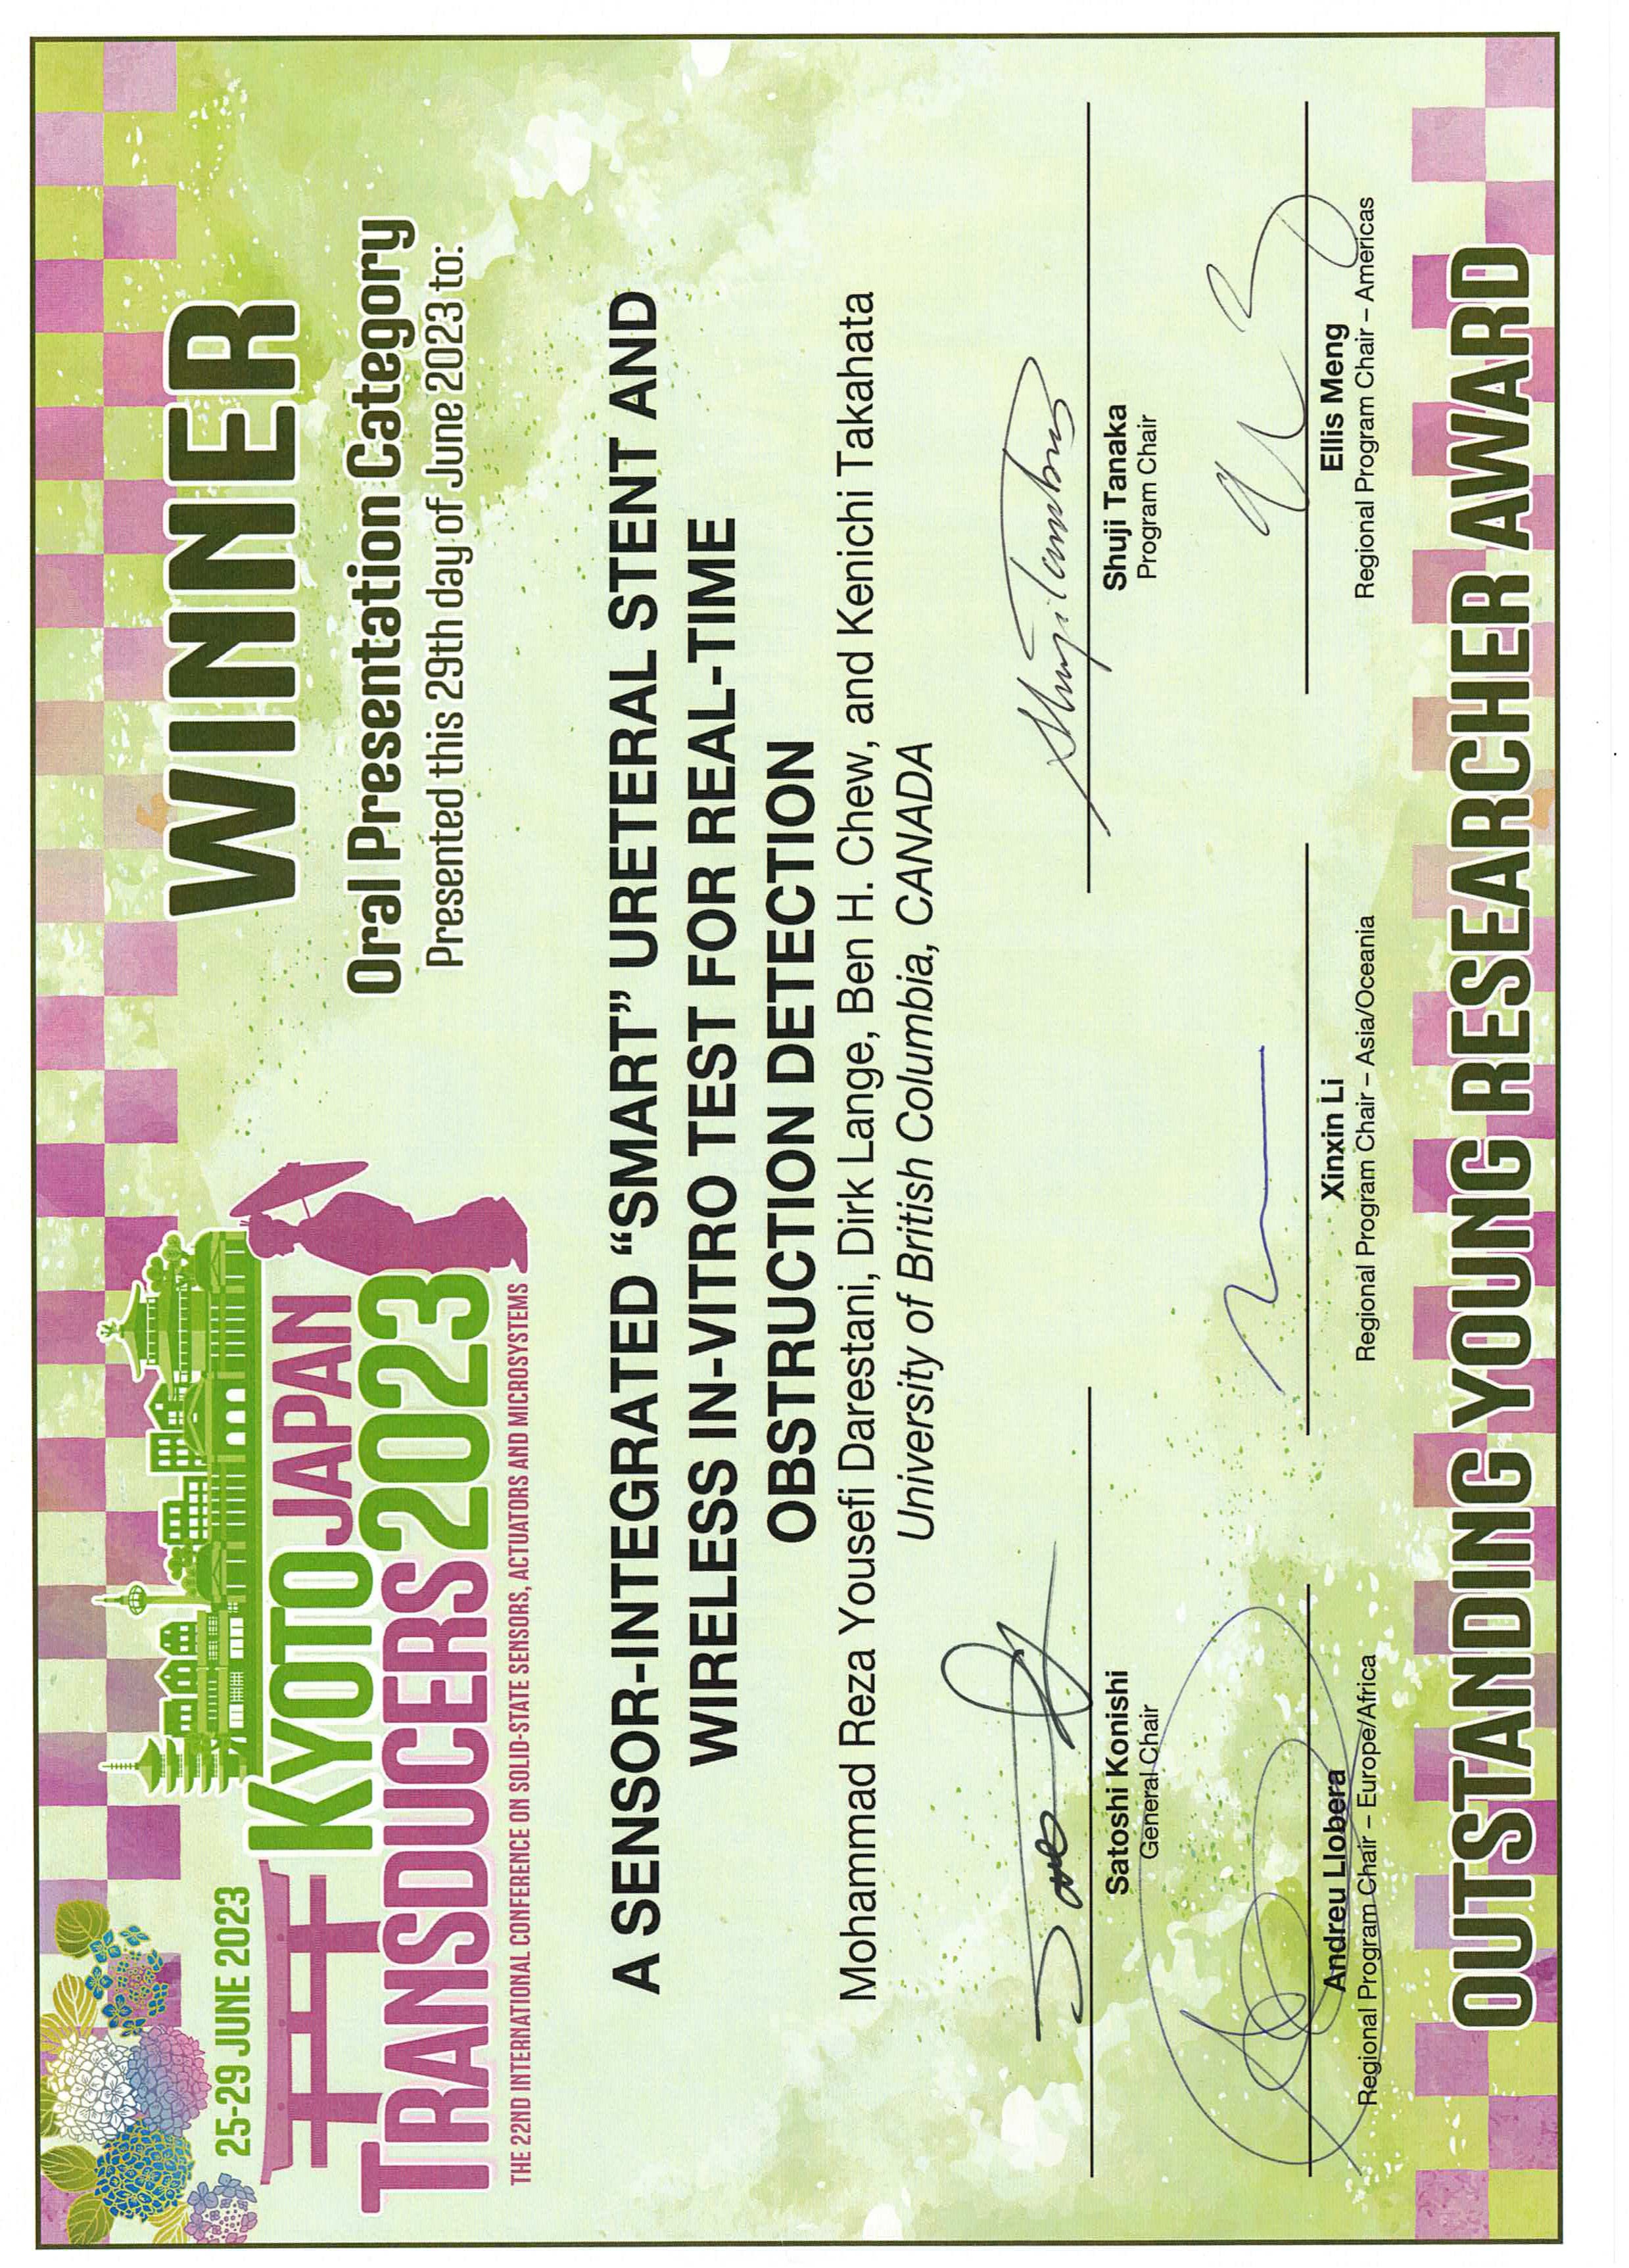 25-29 JUNE 2023
KYOTO JAPAN
TRANSDUCERS 2023
THE 22ND INTERNATIONAL CONFERENCE ON SOLID-STATE SENSORS, ACTUATORS AND MICROSYSTEMS
WINNER
Oral Presentation Category
Presented this 29th day of June 2023 to:
A SENSOR-INTEGRATED “SMART” URETERAL STENT AND
WIRELESS IN-VITRO TEST FOR REAL-TIME
OBSTRUCTION DETECTION
Mohammad Reza Yousefi Darestani, Dirk Lange, Ben H. Chew, and Kenichi Takahata
University of British Columbia, CANADA
Satoshi Konishi
General Chair
Shuji Tanaka
Program Chair
Andreu Llobera
Regional Program Chair – Europe/Africa
Xinxin Li
Regional Program Chair – Asia/Oceania
Ellis Meng
Regional Program Chair – Americas
OUTSTANDING YOUNG RESEARCHER AWARD